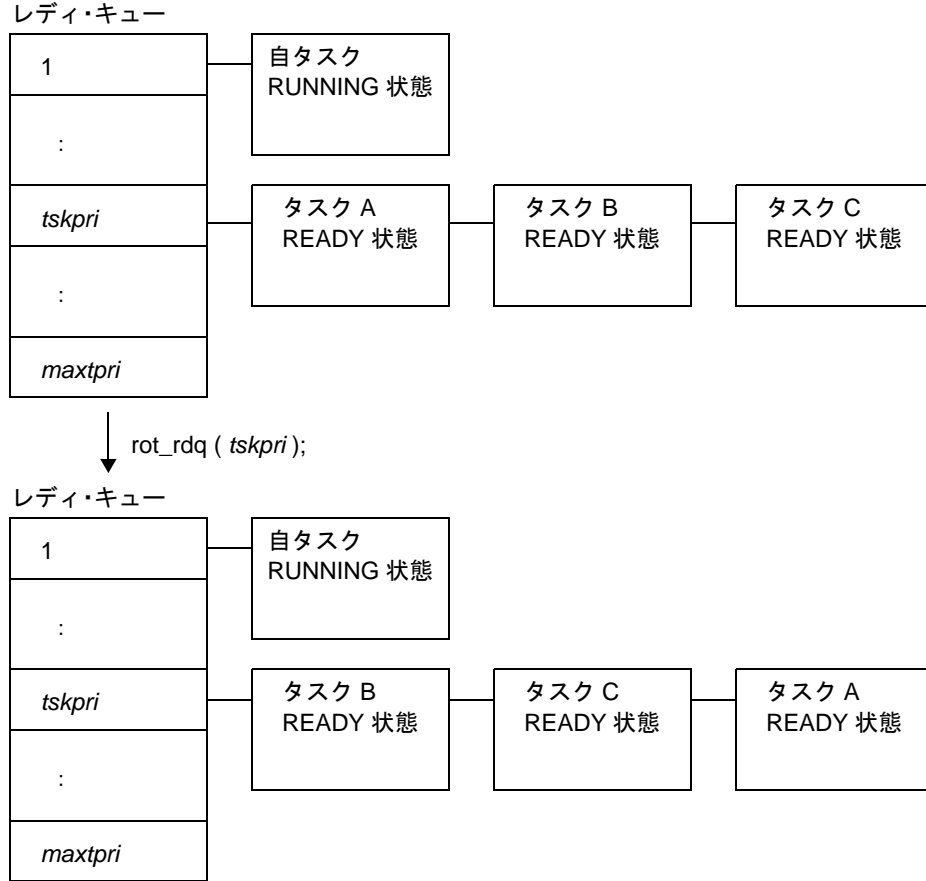 レディ・キュー
1
自タスク
RUNNING 状態
:
tskpri
タスク A
READY 状態
タスク B
READY 状態
タスク C
READY 状態
:
maxtpri
rot_rdq ( tskpri );
レディ・キュー
1
自タスク
RUNNING 状態
:
tskpri
タスク B
READY 状態
タスク C
READY 状態
タスク A
READY 状態
:
maxtpri